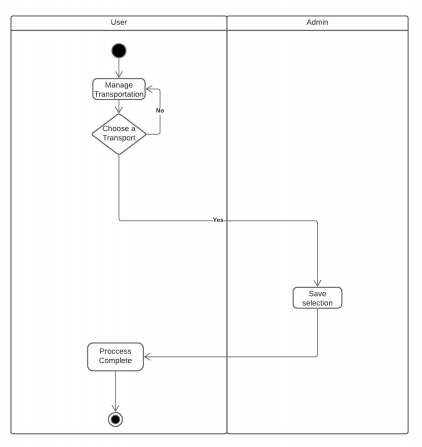 User
Admin
Manage
Transportation
No
Choose a
Transport
Yes
Save
selection
Proccess
Complete